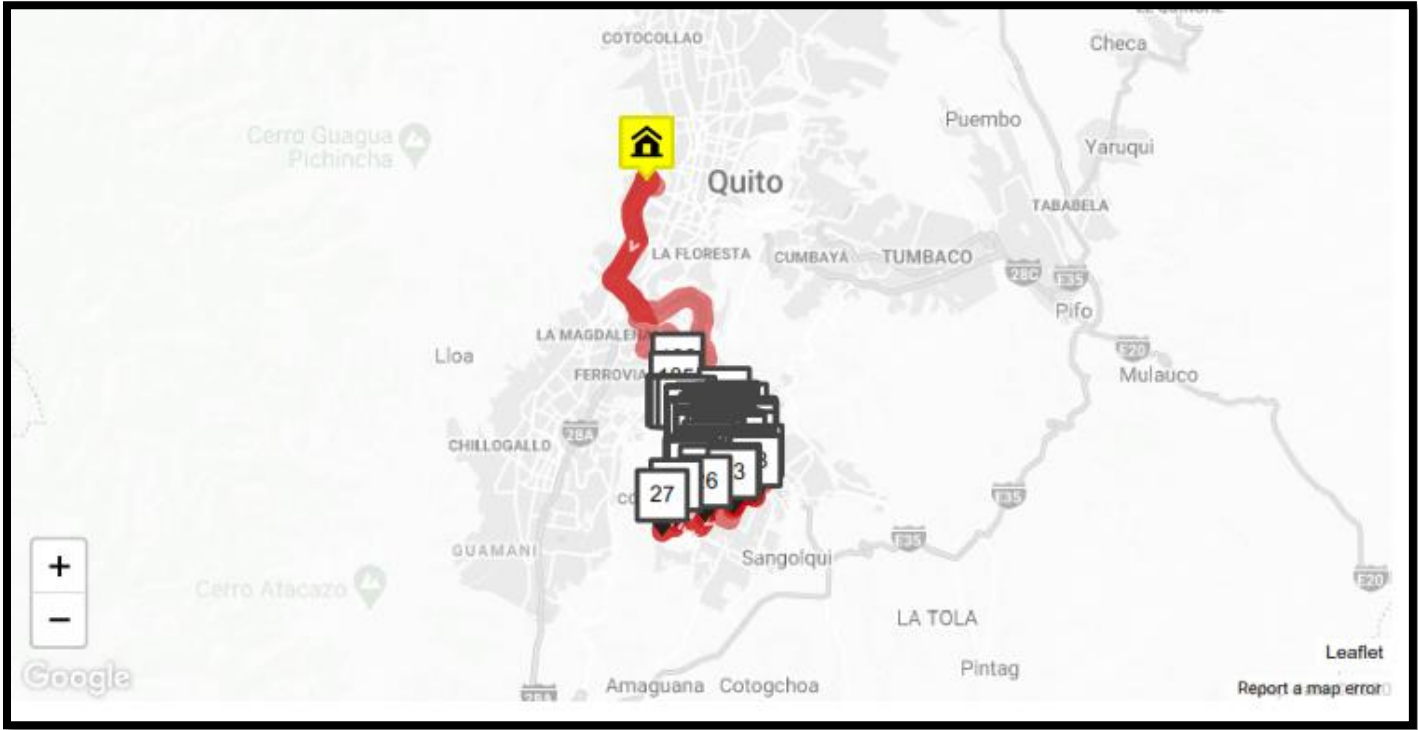 COTOCOLLAO
Checa
Cerro Guagua
Pichincha
Puembo
Yaruqui
Quito
TABABELA
LA FLORESTA
CUMBAYÁ
TUMBACO
28C
E35
Pifo
LA MAGDALENA
Lloa
E20
FERROVIA
Mulauco
28A
CHILLOGALLO
3
6
27
E35
GUAMANI
E35
Sangolqui
+
E20
Cerro Atacazo
−
LA TOLA
Leaflet
Pintag
Google
Amaguana
Cotogchoa
28A
Report a map error